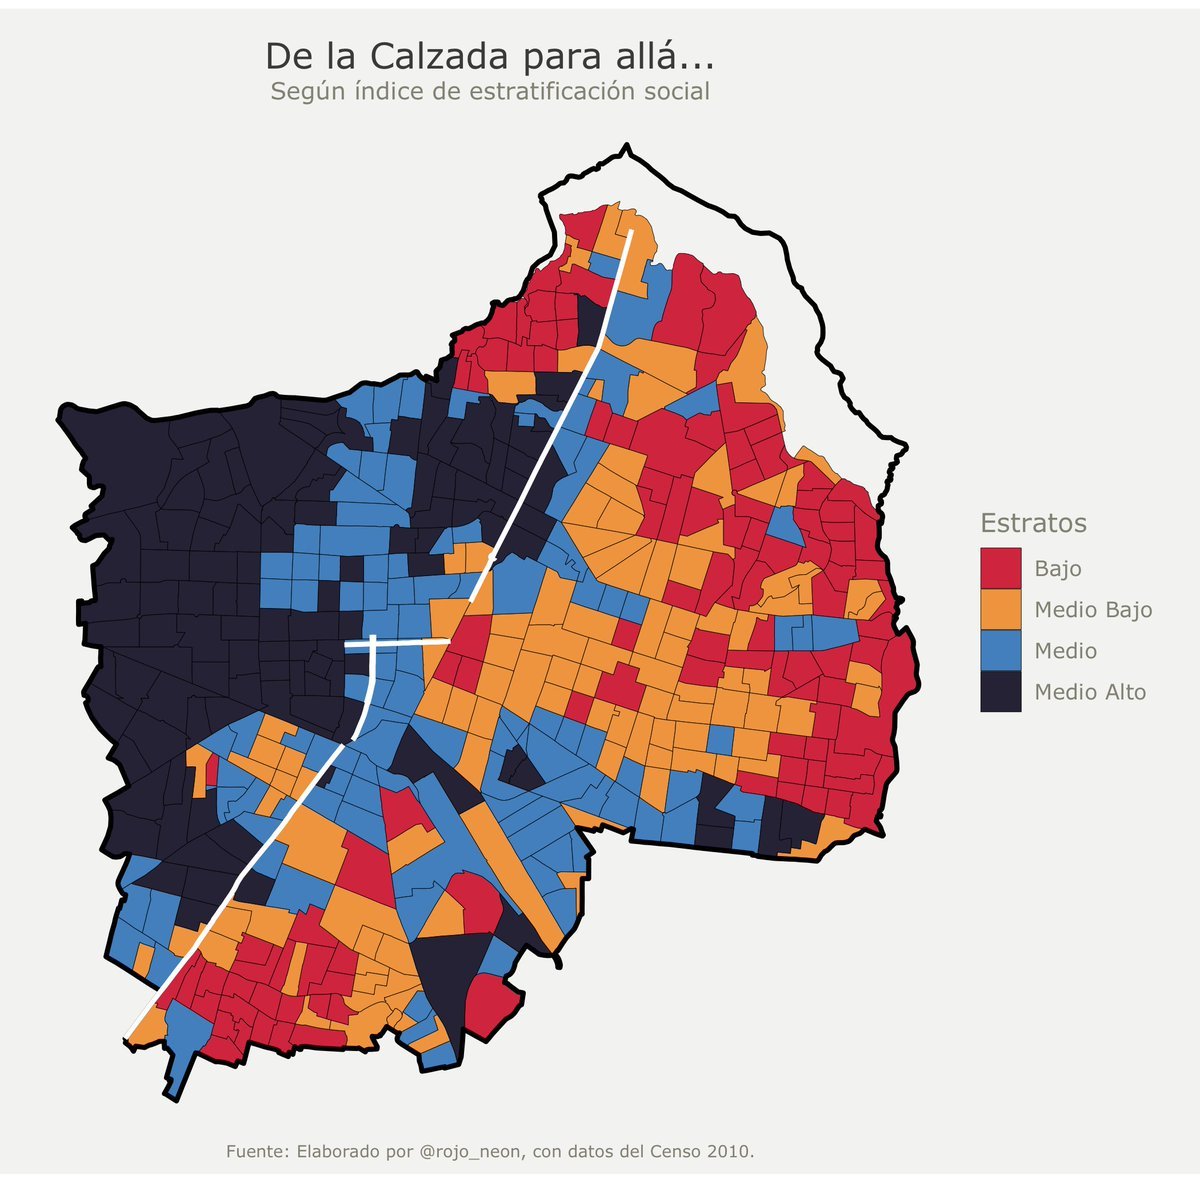 De la Calzada para allá...
Según índice de estratificación social
Estratos
Bajo
Medio Bajo
Medio
Medio Alto
Fuente: Elaborado por @rojo_neon, con datos del Censo 2010.